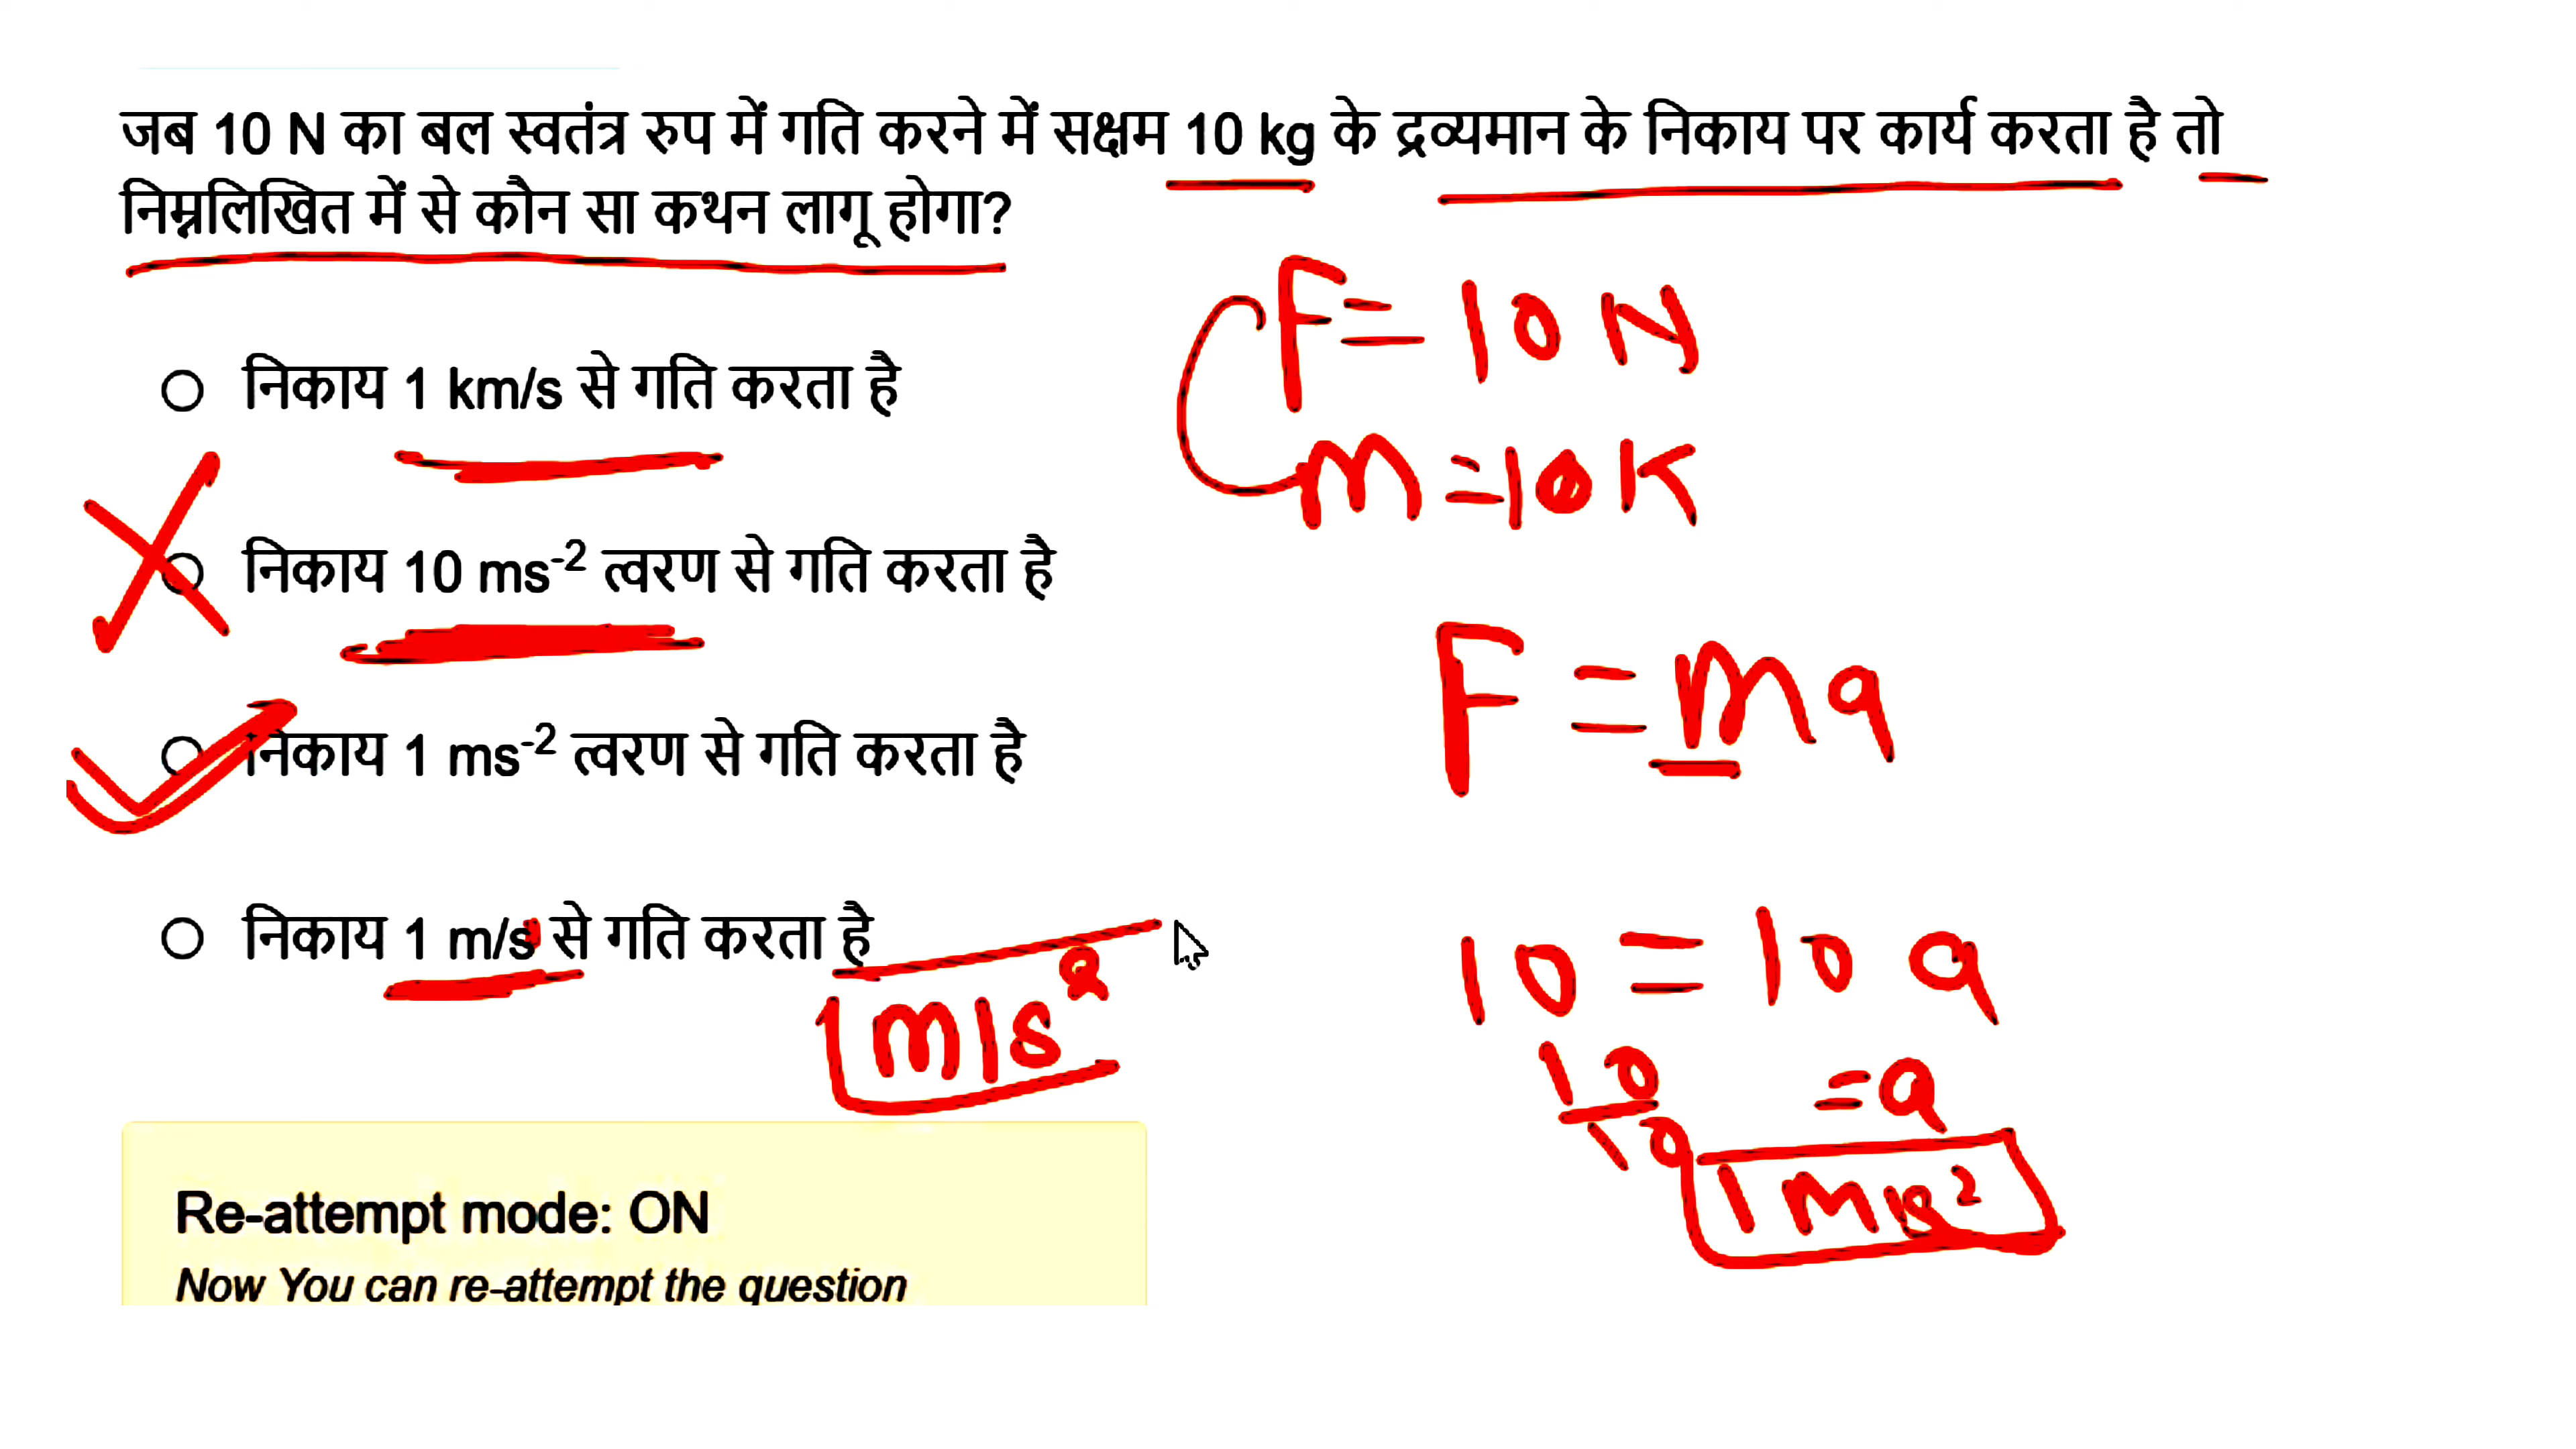 जब 10 N का बल स्वतंत्र रुप में गति करने में सक्षम 10 kg के द्रव्यमान के निकाय पर कार्य करता है तो
निम्नलिखित में से कौन सा कथन लागू होगा?
F = 10 N
निकाय 1 km/s से गति करता है
m = 10 K
निकाय 10 ms⁻² त्वरण से गति करता है
F = ma
निकाय 1 ms⁻² त्वरण से गति करता है
निकाय 1 m/s से गति करता है
10 = 10 a
1 m/s²
10/10 = a
1 m/s²
Re-attempt mode: ON
Now You can re-attempt the question